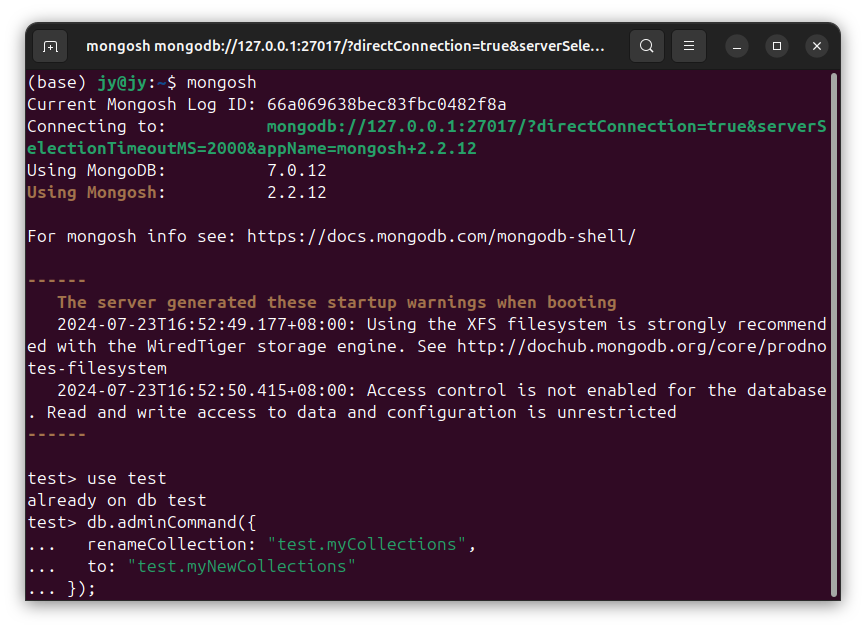 mongosh mongodb://127.0.0.1:27017/?directConnection=true&serverSele...
(base) jy@jy:~$ mongosh
Current Mongosh Log ID: 66a069638bec83fbc0482f8a
Connecting to:          mongodb://127.0.0.1:27017/?directConnection=true&serverS
electionTimeoutMS=2000&appName=mongosh+2.2.12
Using MongoDB:          7.0.12
Using Mongosh:          2.2.12
For mongosh info see: https://docs.mongodb.com/mongodb-shell/
------
   The server generated these startup warnings when booting
   2024-07-23T16:52:49.177+08:00: Using the XFS filesystem is strongly recommend
ed with the WiredTiger storage engine. See http://dochub.mongodb.org/core/prodno
tes-filesystem
   2024-07-23T16:52:50.415+08:00: Access control is not enabled for the database
. Read and write access to data and configuration is unrestricted
------
test> use test
already on db test
test> db.adminCommand({
...   renameCollection: "test.myCollections",
...   to: "test.myNewCollections"
... });